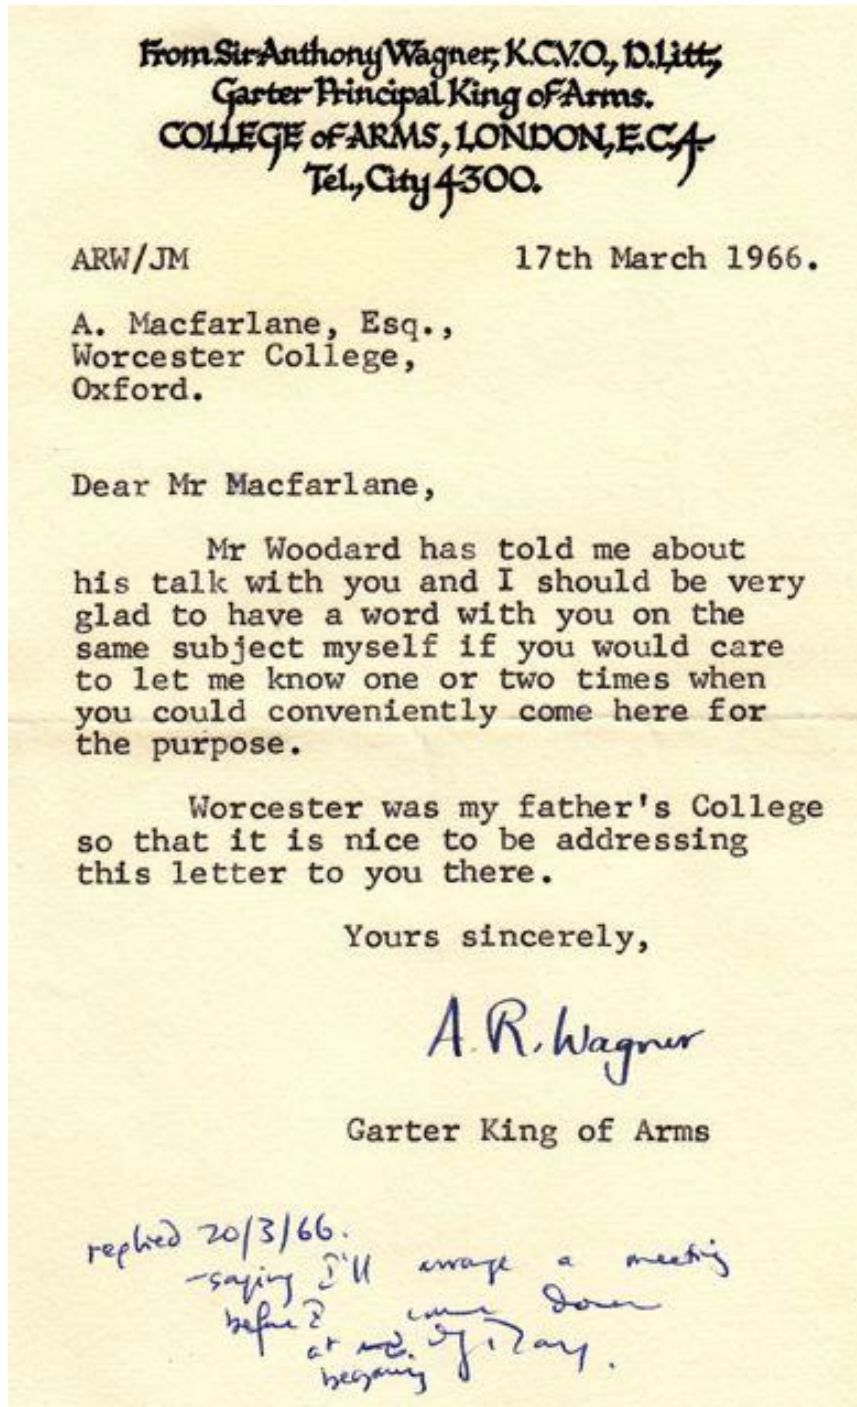 From Sir Anthony Wagner, K.C.V.O., D.Litt.,
Garter Principal King of Arms.
COLLEGE of ARMS, LONDON, E.C.4.
Tel., City 4300.
ARW/JM 17th March 1966.
A. Macfarlane, Esq.,
Worcester College,
Oxford.
Dear Mr Macfarlane,
Mr Woodard has told me about
his talk with you and I should be very
glad to have a word with you on the
same subject myself if you would care
to let me know one or two times when
you could conveniently come here for
the purpose.
Worcester was my father's College
so that it is nice to be addressing
this letter to you there.
Yours sincerely,
A. R. Wagner
Garter King of Arms
replied 20/3/66.
- saying I'll arrange a meeting
before I come down
at
beginning